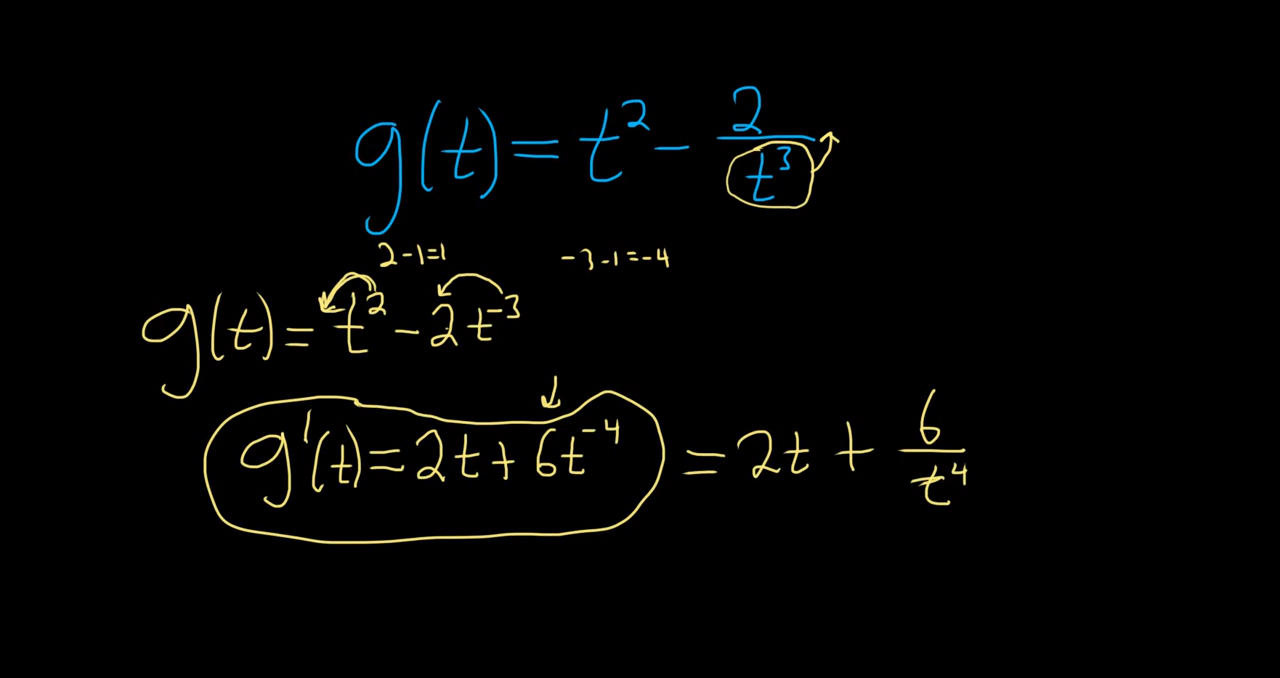 g(t) = t² - 2/t³
2-1=1 -3-1=-4
g(t) = t² - 2t⁻³
g'(t) = 2t + 6t⁻⁴ = 2t + 6/t⁴